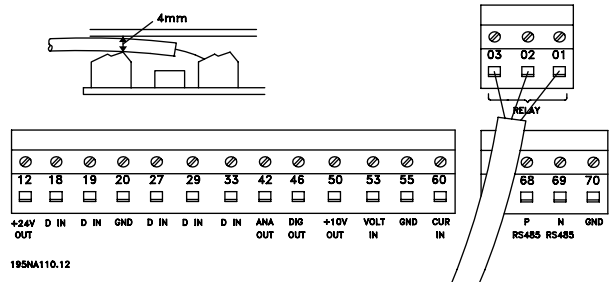 4mm
03 02 01
RELAY
12 18 19 20 27 29 33 42 46 50 53 55 60
68 69 70
+24V OUT D IN D IN GND D IN D IN D IN ANA OUT DIG OUT +10V OUT VOLT IN GND CUR IN
P RS485 N RS485 GND
195NA110.12